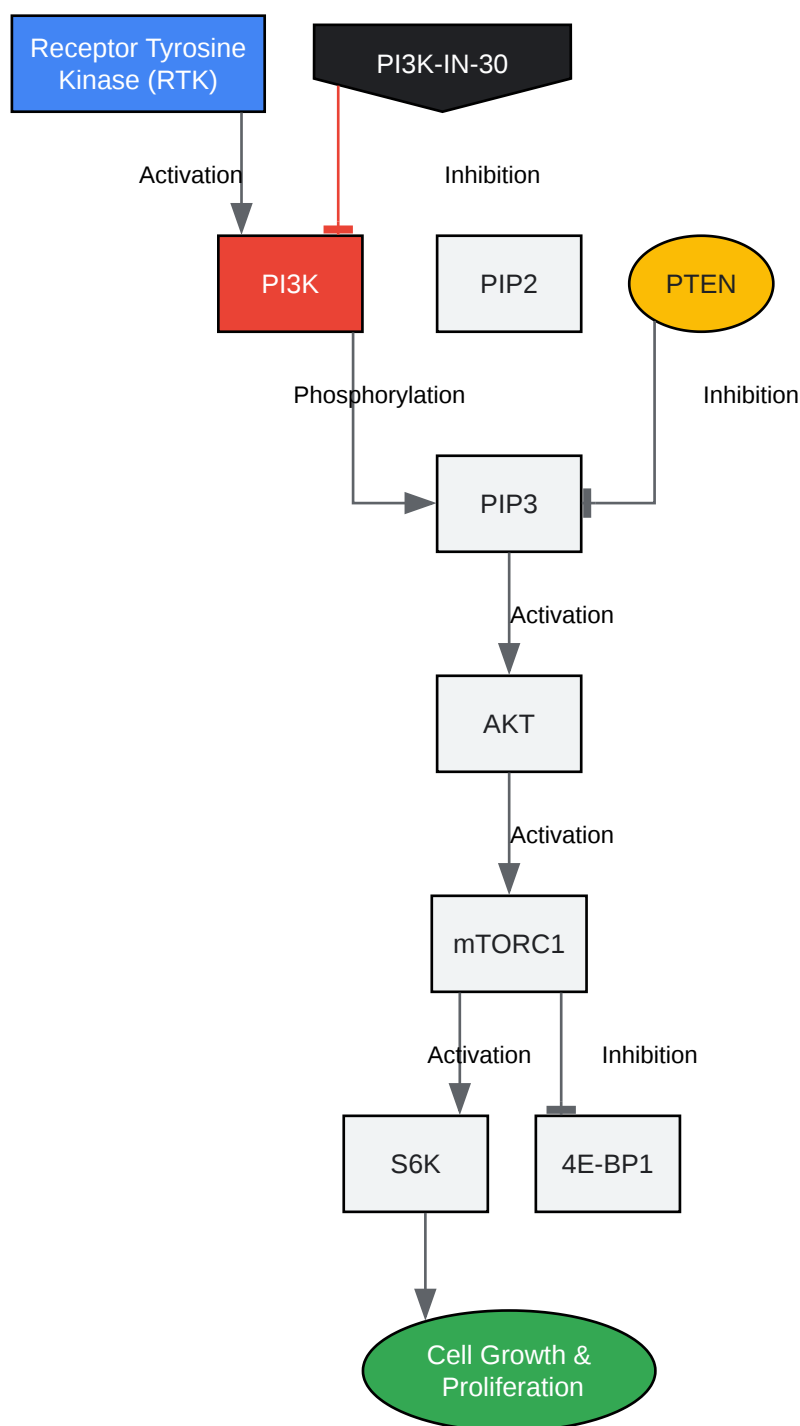 Receptor Tyrosine
Kinase (RTK)
PI3K-IN-30
Activation
Inhibition
PI3K
PIP2
PTEN
Phosphorylation
Inhibition
PIP3
Activation
AKT
Activation
mTORC1
Activation
Inhibition
S6K
4E-BP1
Cell Growth &
Proliferation